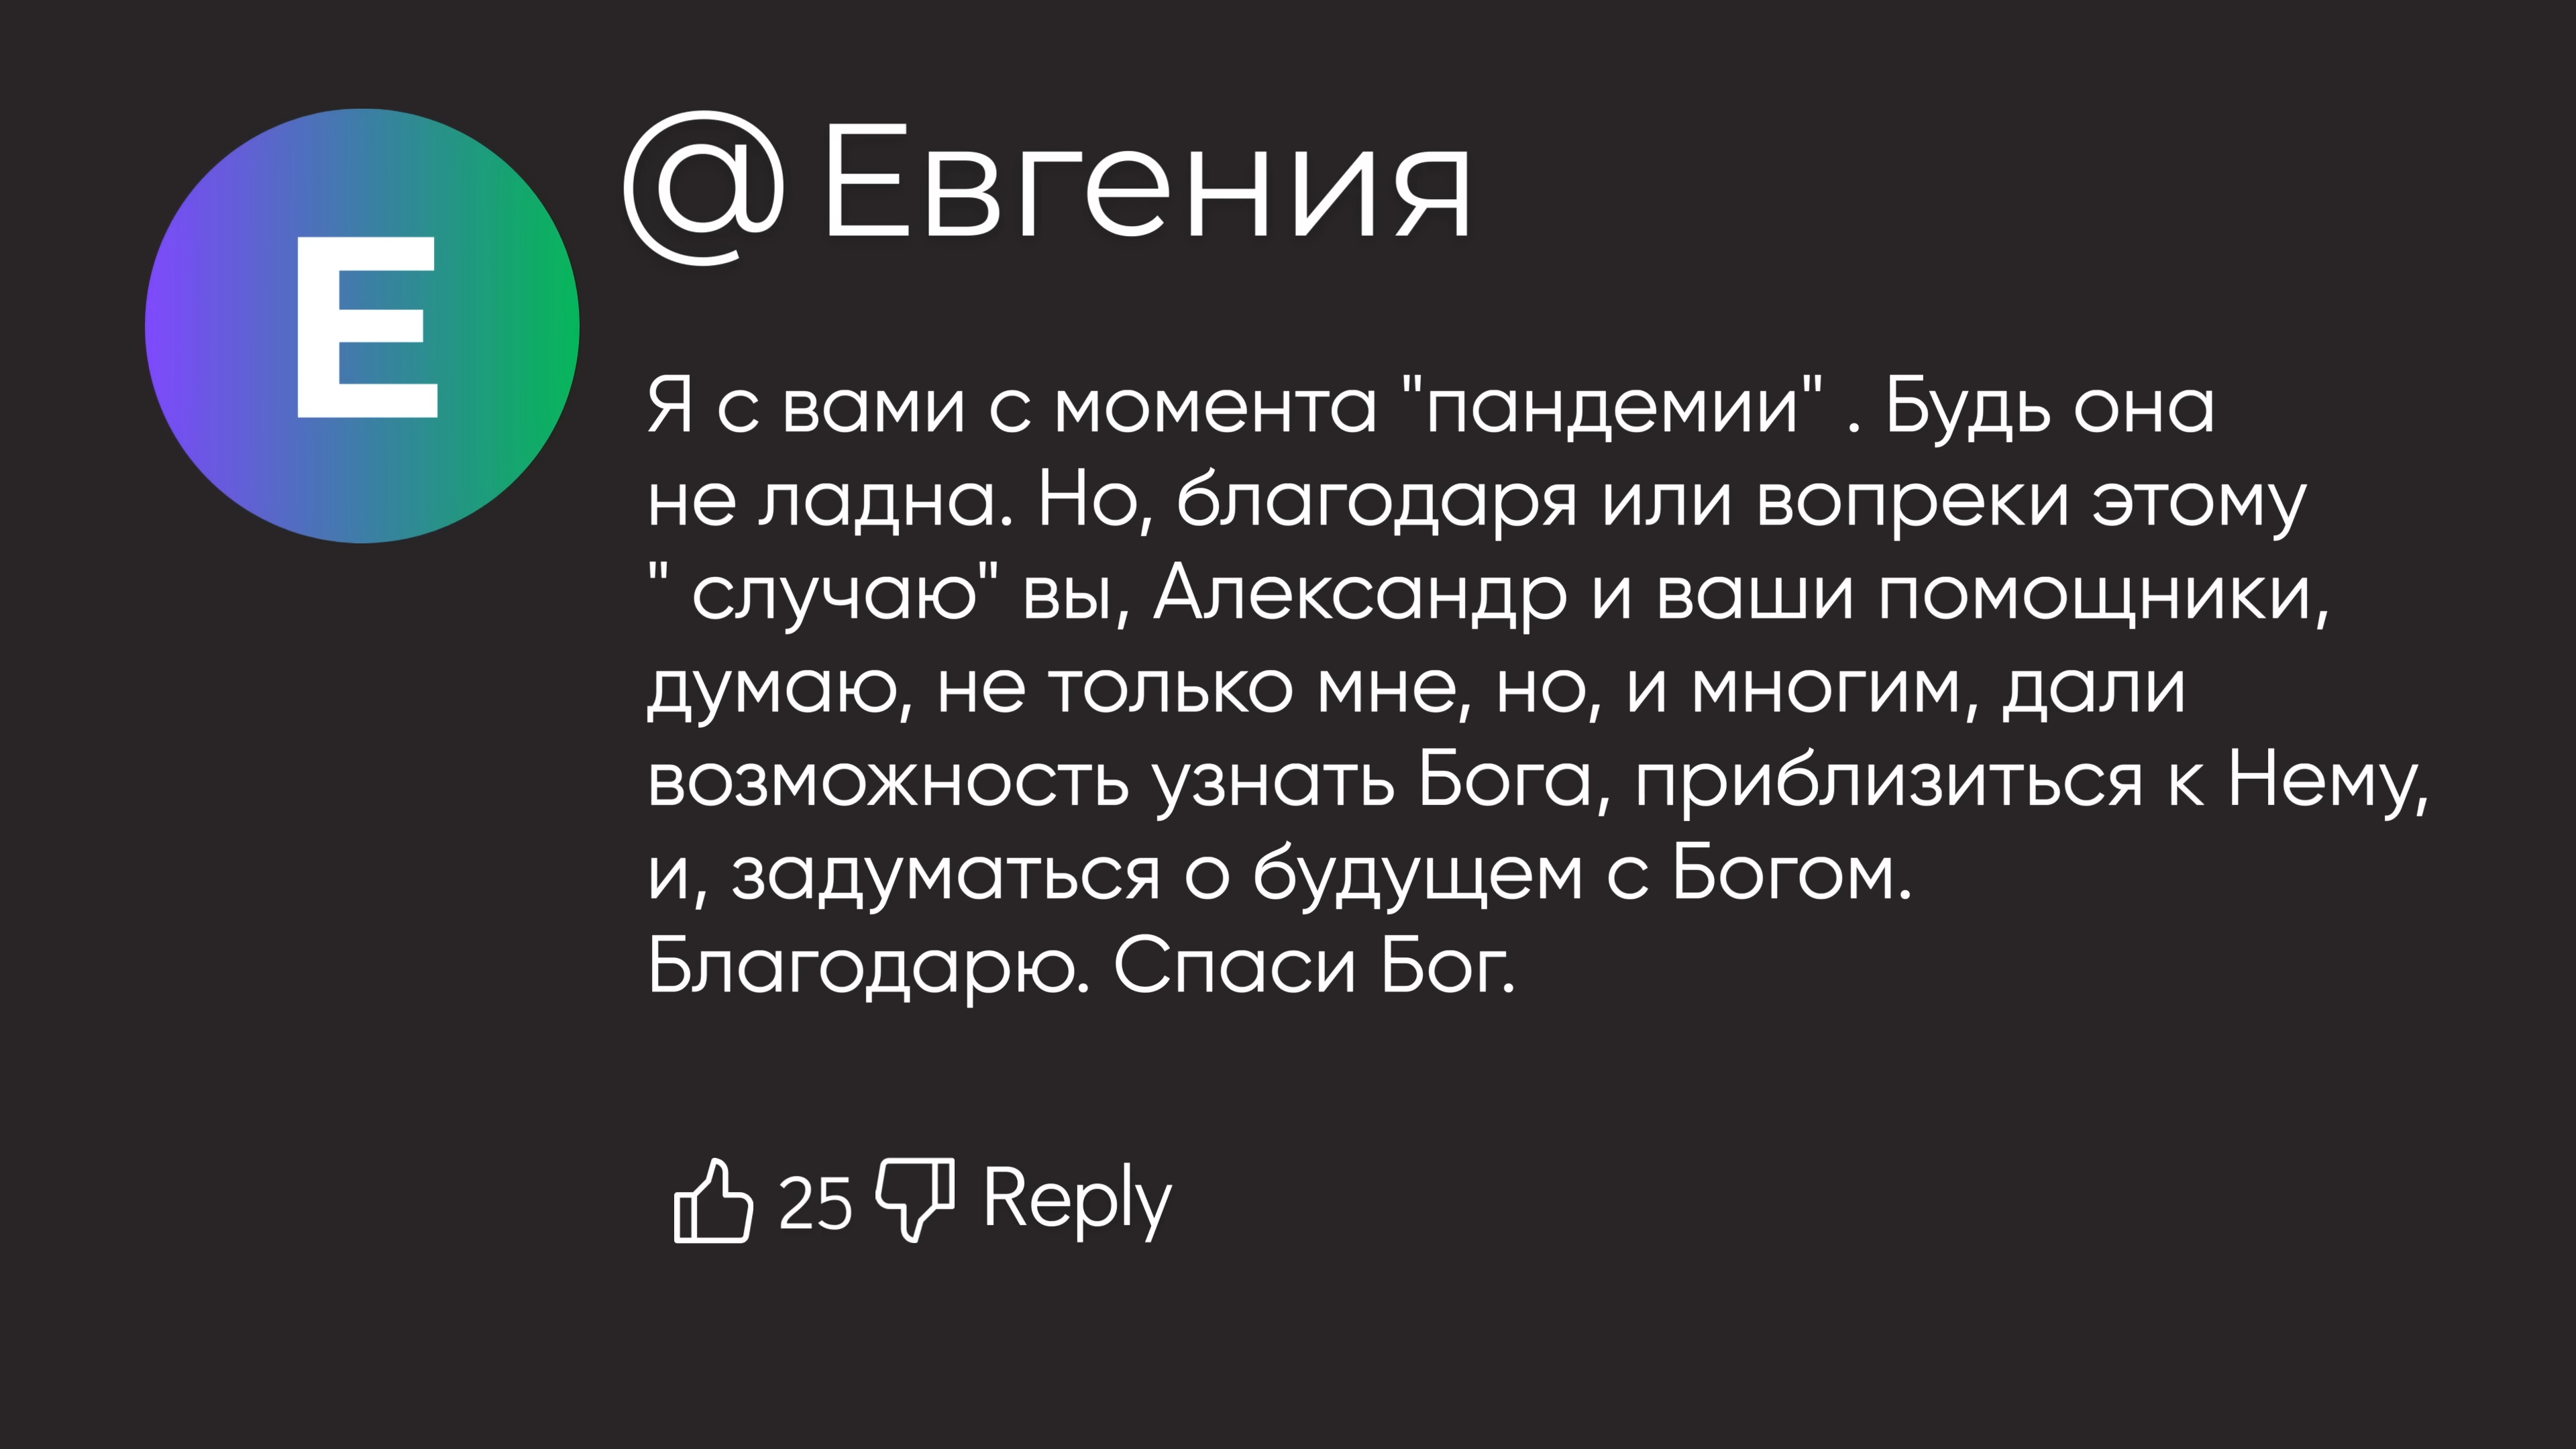 E
@Евгения
Я с вами с момента "пандемии" . Будь она
не ладна. Но, благодаря или вопреки этому
" случаю" вы, Александр и ваши помощники,
думаю, не только мне, но, и многим, дали
возможность узнать Бога, приблизиться к Нему,
и, задуматься о будущем с Богом.
Благодарю. Спаси Бог.
25 Reply